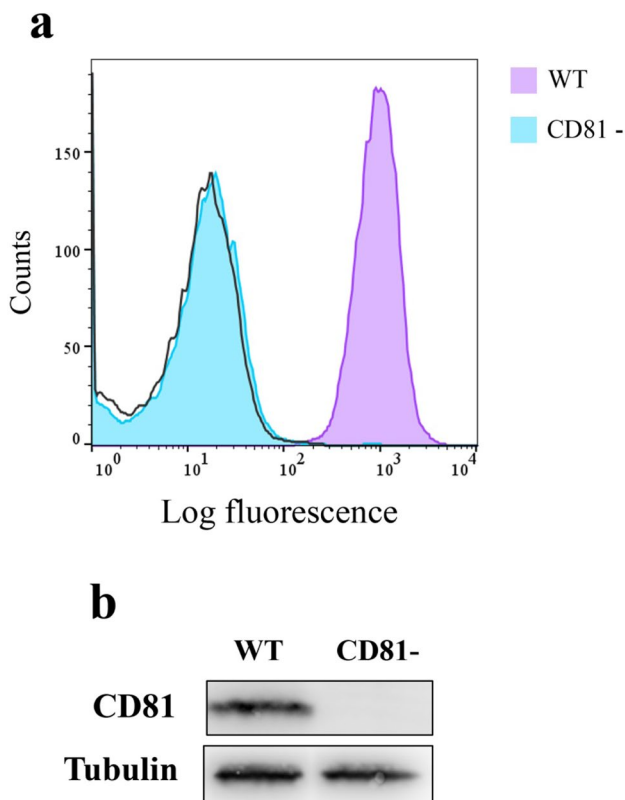 a
WT
CD81 -
150
100
50
0
Counts
10^0 10^1 10^2 10^3 10^4
Log fluorescence
b
WT CD81-
CD81
Tubulin